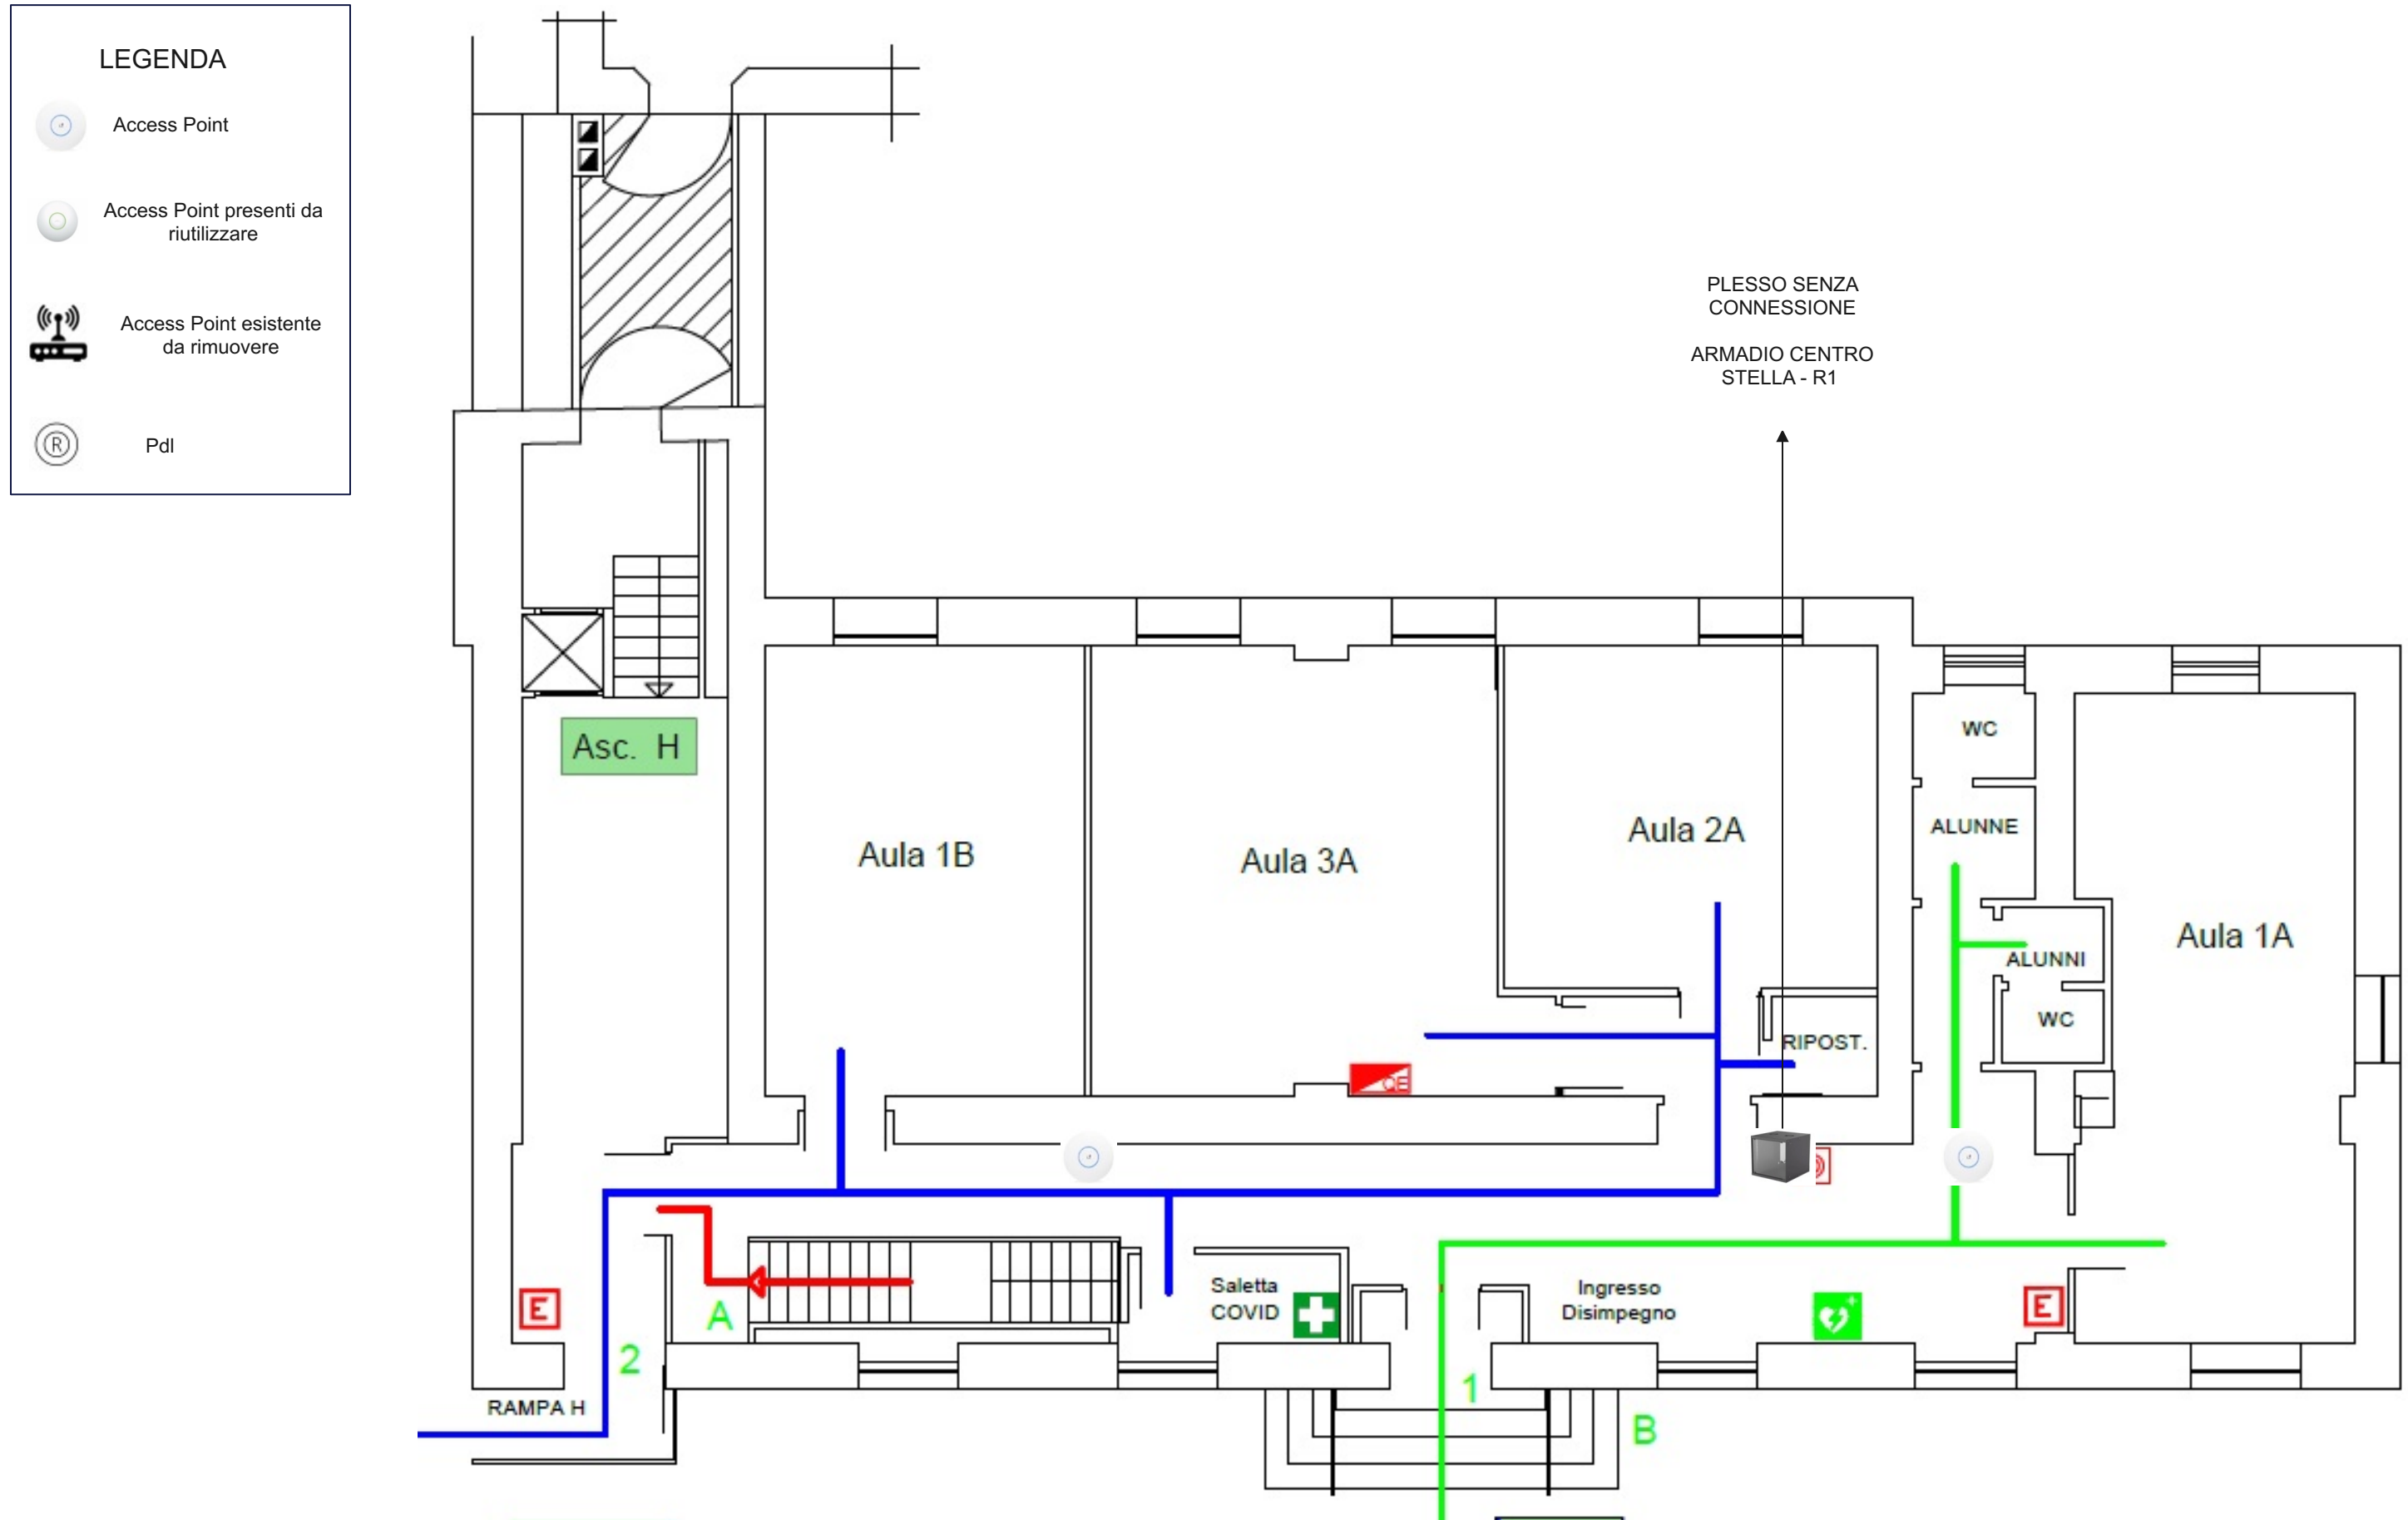 LEGENDA
Access Point
Access Point presenti da
riutilizzare
Access Point esistente
da rimuovere
R
Pdl
PLESSO SENZA
CONNESSIONE
ARMADIO CENTRO
STELLA - R1
Asc. H
WC
ALUNNE
Aula 1B
Aula 3A
Aula 2A
Aula 1A
ALUNNI
WC
RIPOST.
QE
E
A
2
Saletta
COVID
Ingresso
Disimpegno
E
1
RAMPA H
B